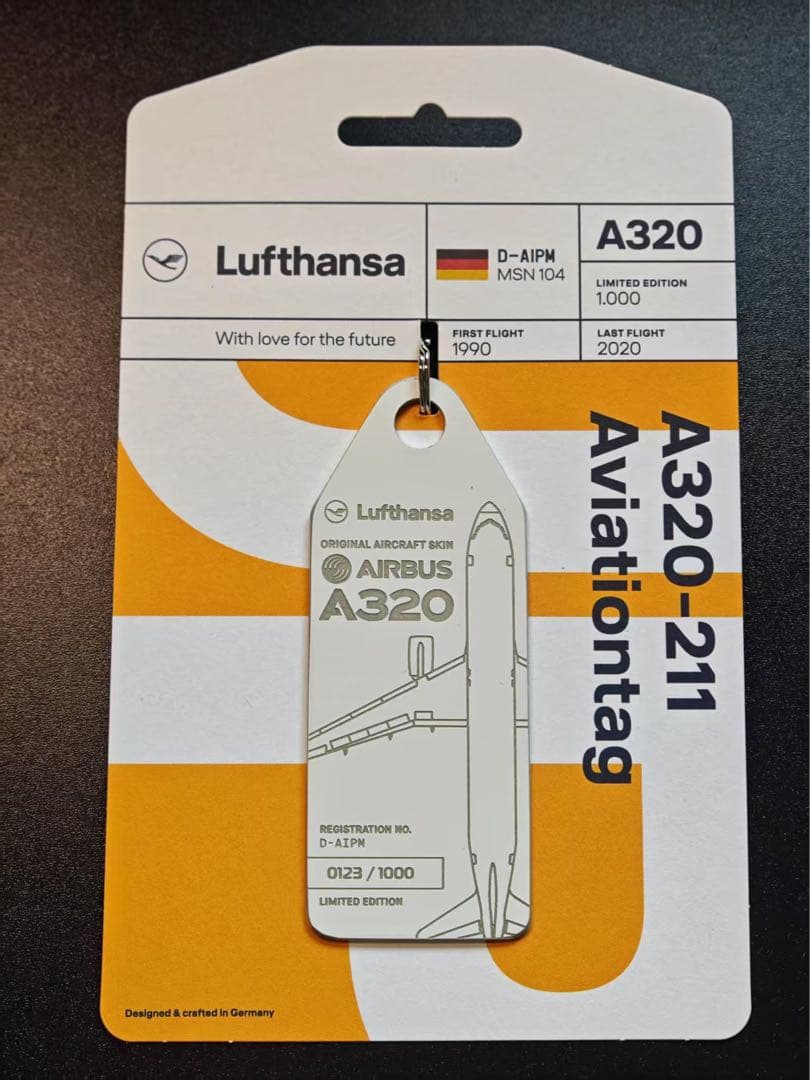 Lufthansa
D-AIPM
MSN 104
A320
LIMITED EDITION
1.000
With love for the future
FIRST FLIGHT
1990
LAST FLIGHT
2020
A320-211
Aviationtag
Lufthansa
ORIGINAL AIRCRAFT SKIN
AIRBUS
A320
REGISTRATION NO.
D-AIPM
0123 / 1000
LIMITED EDITION
Designed & crafted in Germany